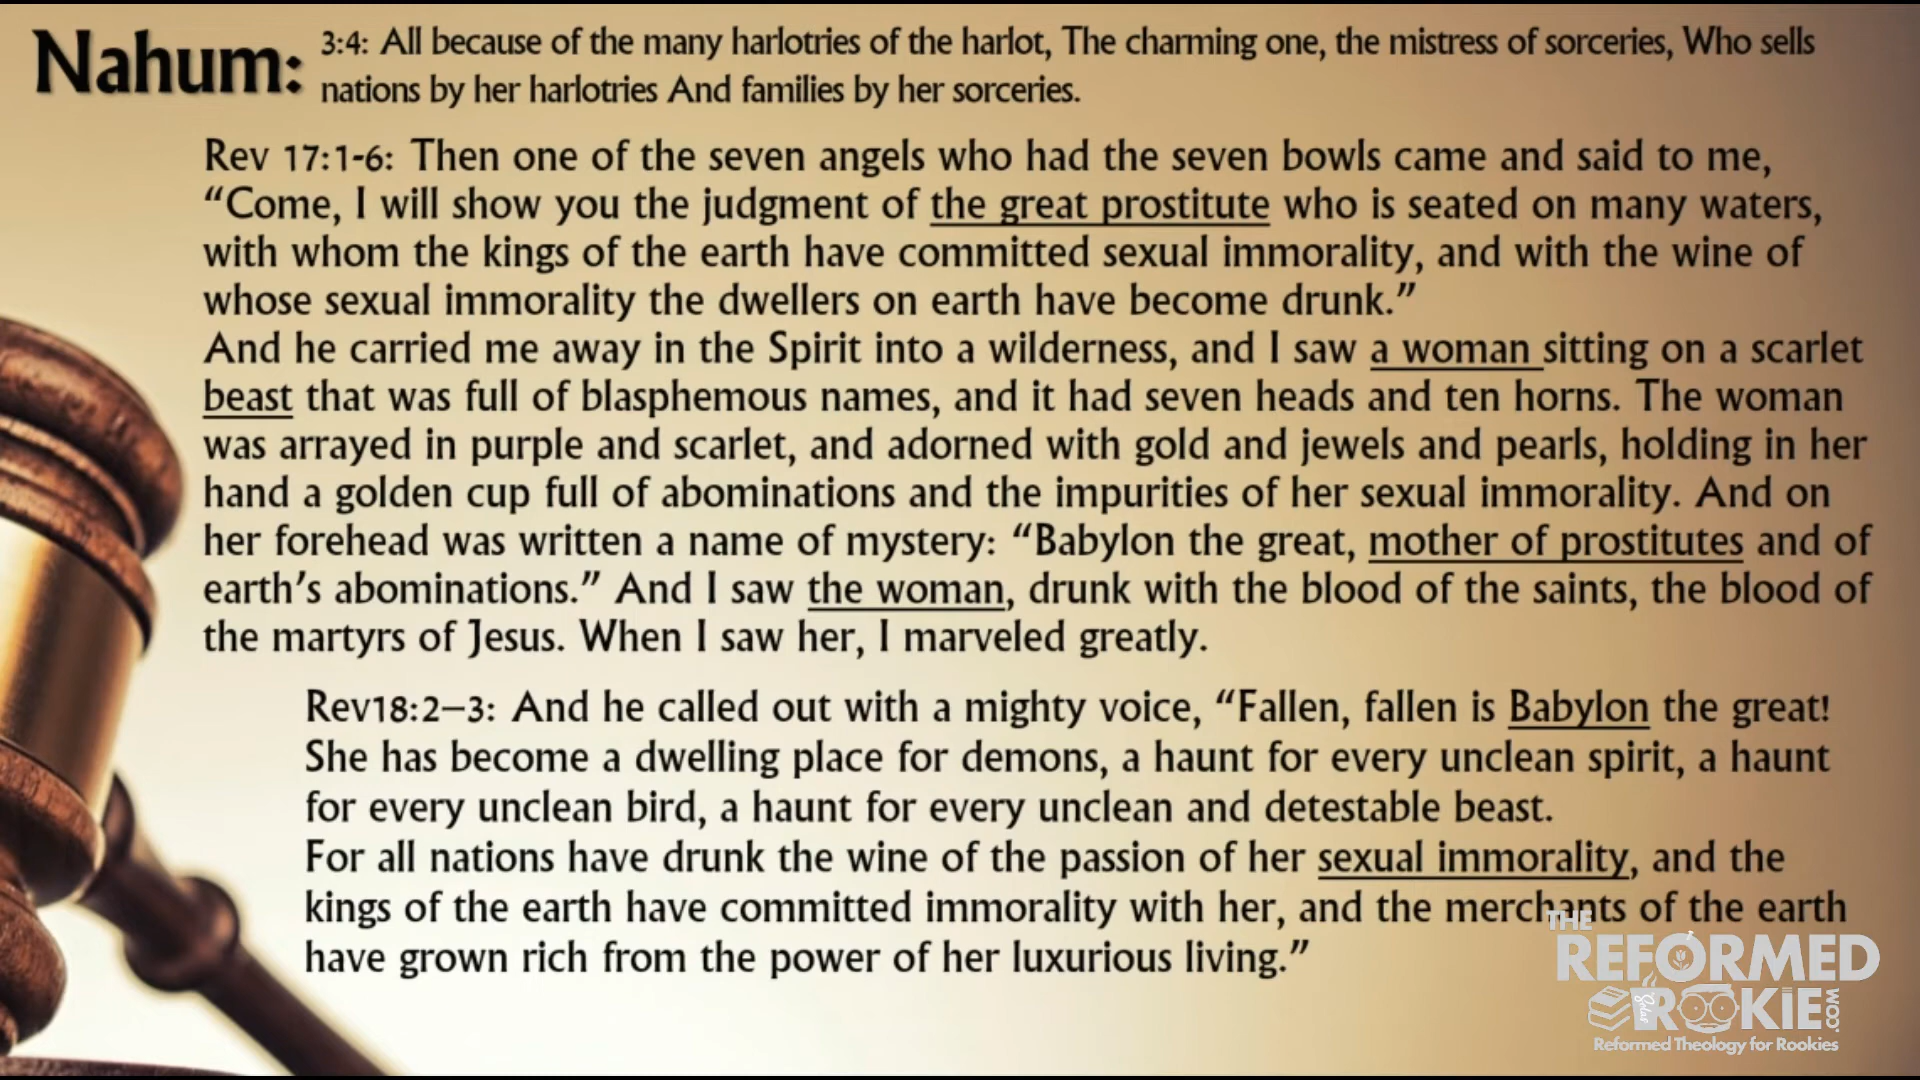 Nahum: 3:4: All because of the many harlotries of the harlot, The charming one, the mistress of sorceries, Who sells
nations by her harlotries And families by her sorceries.
Rev 17:1-6: Then one of the seven angels who had the seven bowls came and said to me,
“Come, I will show you the judgment of the great prostitute who is seated on many waters,
with whom the kings of the earth have committed sexual immorality, and with the wine of
whose sexual immorality the dwellers on earth have become drunk.”
And he carried me away in the Spirit into a wilderness, and I saw a woman sitting on a scarlet
beast that was full of blasphemous names, and it had seven heads and ten horns. The woman
was arrayed in purple and scarlet, and adorned with gold and jewels and pearls, holding in her
hand a golden cup full of abominations and the impurities of her sexual immorality. And on
her forehead was written a name of mystery: “Babylon the great, mother of prostitutes and of
earth’s abominations.” And I saw the woman, drunk with the blood of the saints, the blood of
the martyrs of Jesus. When I saw her, I marveled greatly.
Rev18:2–3: And he called out with a mighty voice, “Fallen, fallen is Babylon the great!
She has become a dwelling place for demons, a haunt for every unclean spirit, a haunt
for every unclean bird, a haunt for every unclean and detestable beast.
For all nations have drunk the wine of the passion of her sexual immorality, and the
kings of the earth have committed immorality with her, and the merchants of the earth
have grown rich from the power of her luxurious living.”
THE
REFORMED
ROOKIE.COM
Solas
Reformed Theology for Rookies